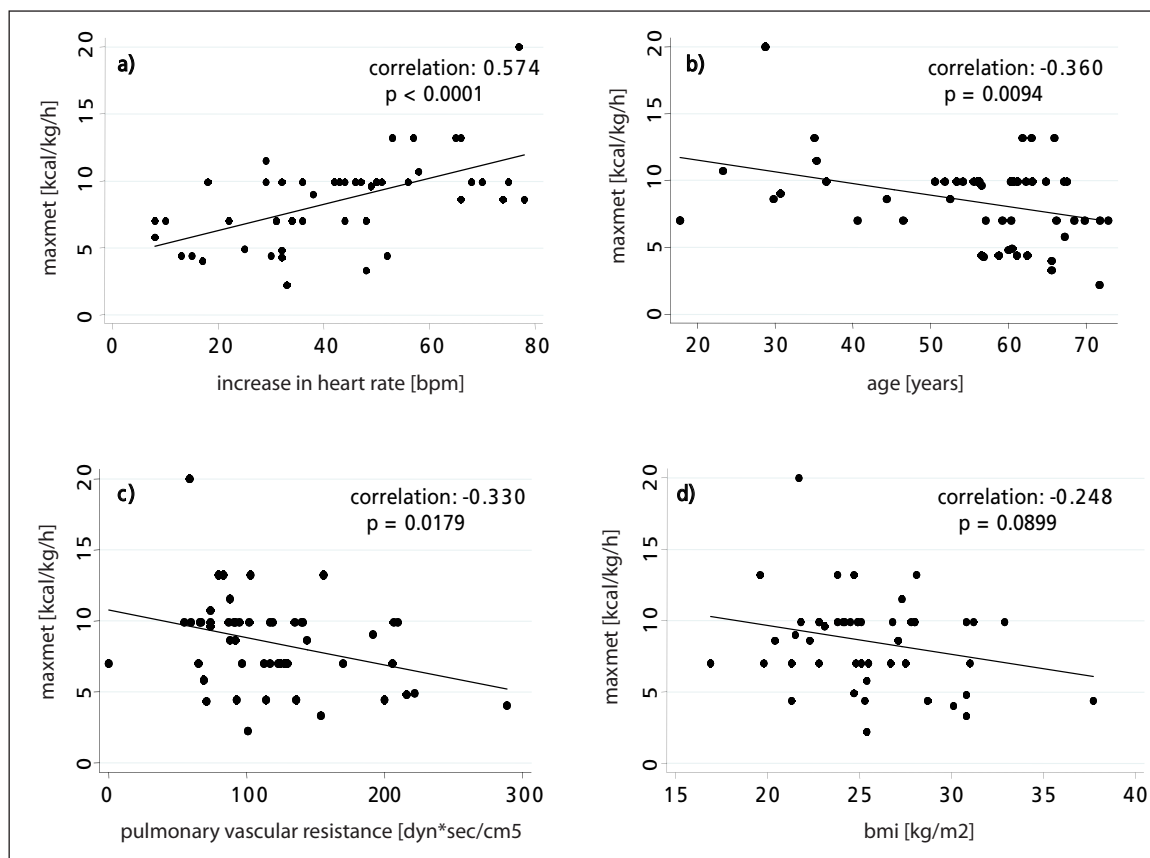 a)
correlation: 0.574
p < 0.0001
maxmet [kcal/kg/h]
20
15
10
5
0
0 20 40 60 80
increase in heart rate [bpm]
b)
correlation: -0.360
p = 0.0094
maxmet [kcal/kg/h]
20
15
10
5
0
20 30 40 50 60 70
age [years]
c)
correlation: -0.330
p = 0.0179
maxmet [kcal/kg/h]
20
15
10
5
0
0 100 200 300
pulmonary vascular resistance [dyn*sec/cm5
d)
correlation: -0.248
p = 0.0899
maxmet [kcal/kg/h]
20
15
10
5
0
15 20 25 30 35 40
bmi [kg/m2]